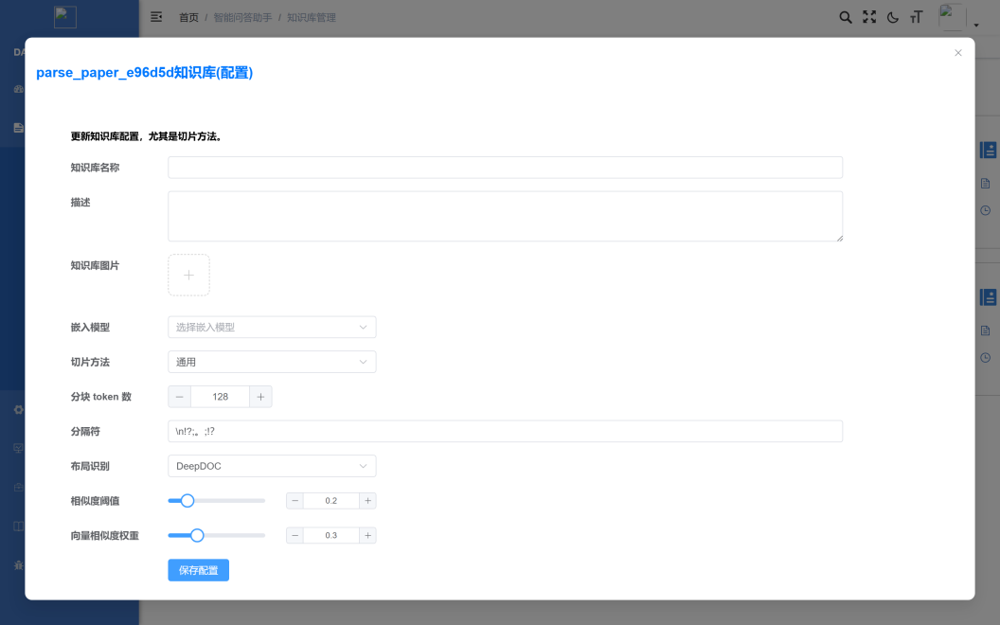 首页 / 智能问答助手 / 知识库管理
DA
parse_paper_e96d5d知识库(配置)
更新知识库配置，尤其是切片方法。
知识库名称
描述
知识库图片
嵌入模型 选择嵌入模型
切片方法 通用
分块 token 数 128
分隔符 \n!?;。;!?
布局识别 DeepDOC
相似度阈值 0.2
向量相似度权重 0.3
保存配置